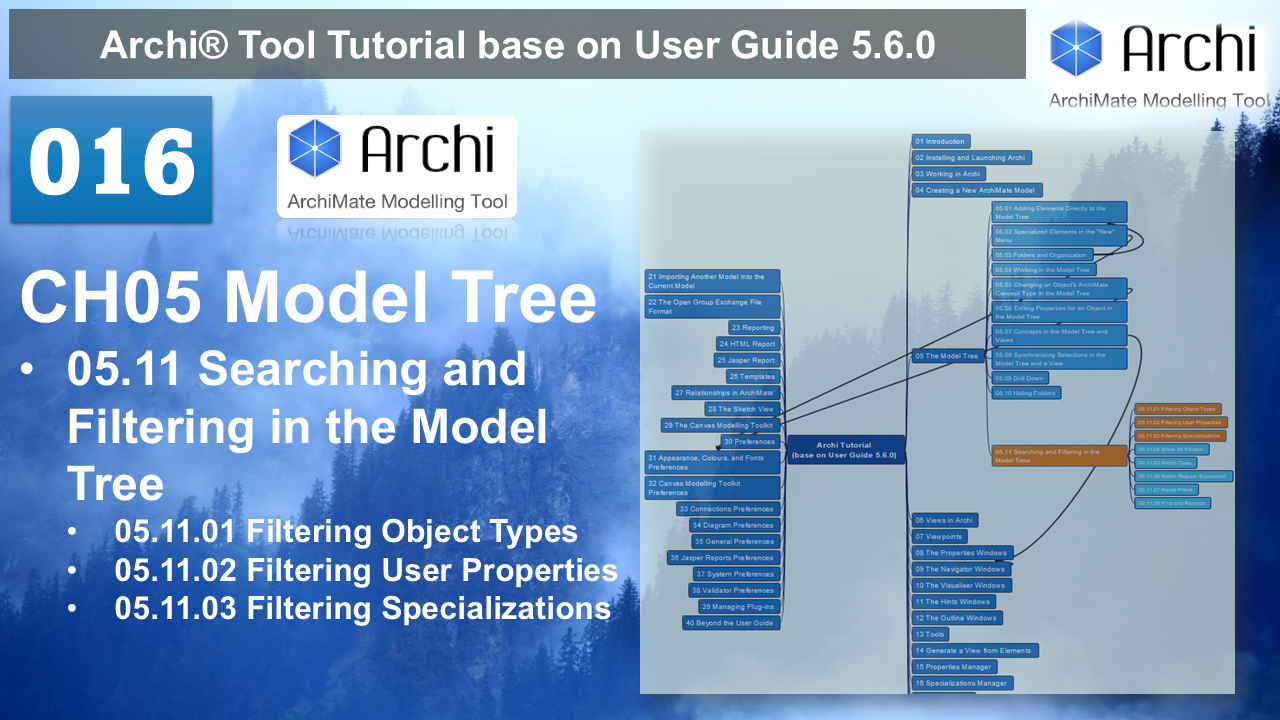 Archi® Tool Tutorial base on User Guide 5.6.0
Archi
ArchiMate Modelling Tool
016
Archi
ArchiMate Modelling Tool
CH05 Model Tree
• 05.11 Searching and
Filtering in the Model
Tree
• 05.11.01 Filtering Object Types
• 05.11.02 Filtering User Properties
• 05.11.03 Filtering Specializations
21 Importing Another Model into the
Current Model
22 The Open Group Exchange File
Format
23 Reporting
24 HTML Report
25 Jasper Report
26 Templates
27 Relationships in ArchiMate
28 The Sketch View
29 The Canvas Modelling Toolkit
30 Preferences
31 Appearance, Colours, and Fonts
Preferences
32 Canvas Modelling Toolkit
Preferences
33 Connections Preferences
34 Diagram Preferences
35 General Preferences
36 Jasper Reports Preferences
37 System Preferences
38 Validator Preferences
39 Managing Plug-ins
40 Beyond the User Guide
Archi Tutorial
(base on User Guide 5.6.0)
01 Introduction
02 Installing and Launching Archi
03 Working in Archi
04 Creating a New ArchiMate Model
05 The Model Tree
05.01 Adding Elements Directly to the
Model Tree
05.02 Specialized Elements in the "New"
Menu
05.03 Folders and Organization
05.04 Working in the Model Tree
05.05 Changing an Object's ArchiMate
Concept Type in the Model Tree
05.06 Editing Properties for an Object in
the Model Tree
05.07 Concepts in the Model Tree and
Views
05.08 Synchronizing Selections in the
Model Tree and a View
05.09 Drill Down
05.10 Hiding Folders
05.11 Searching and Filtering in the
Model Tree
05.11.01 Filtering Object Types
05.11.02 Filtering User Properties
05.11.03 Filtering Specializations
05.11.04 Show All Folders
05.11.05 Match Case
05.11.06 Match Regular Expression
05.11.07 Reset Filters
05.11.08 Find and Replace
06 Views in Archi
07 Viewpoints
08 The Properties Windows
09 The Navigator Windows
10 The Visualiser Windows
11 The Hints Windows
12 The Outline Windows
13 Tools
14 Generate a View from Elements
15 Properties Manager
16 Specializations Manager